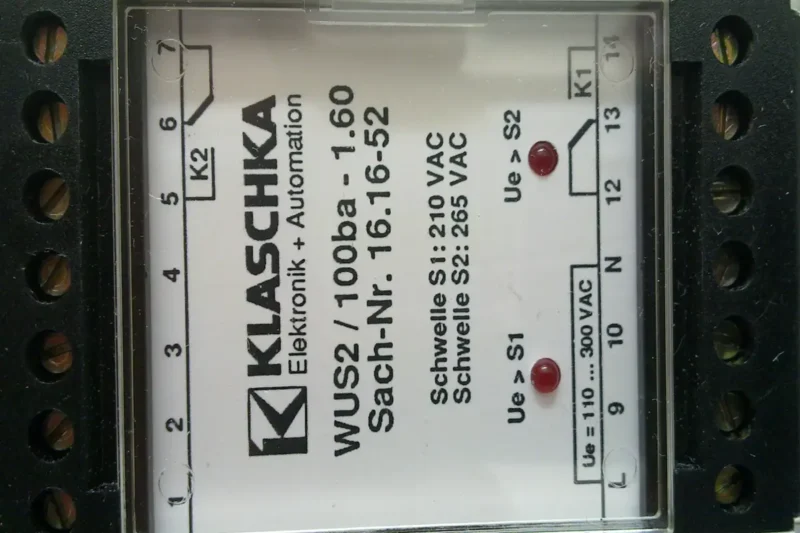 1 2 3 4 5 6 7
K2
KLASCHKA
Elektronik + Automation
WUS2 / 100ba - 1.60
Sach-Nr. 16.16-52
Schwelle S1: 210 VAC
Schwelle S2: 265 VAC
Ue > S1 Ue > S2
Ue = 110 ... 300 VAC
K1
L 9 10 N 12 13 14